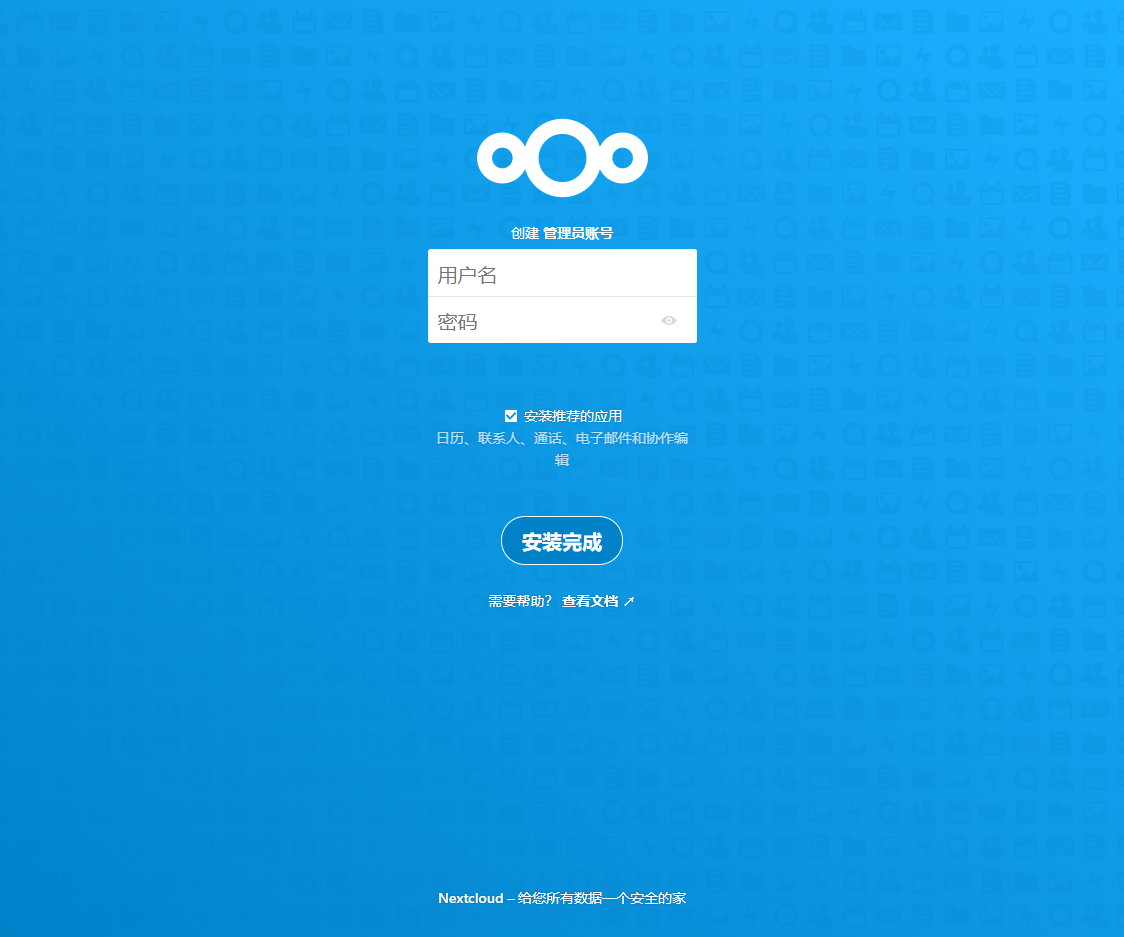 创建 管理员账号
用户名
密码
安装推荐的应用
日历、联系人、通话、电子邮件和协作编
辑
安装完成
需要帮助? 查看文档 ↗
Nextcloud – 给您所有数据一个安全的家